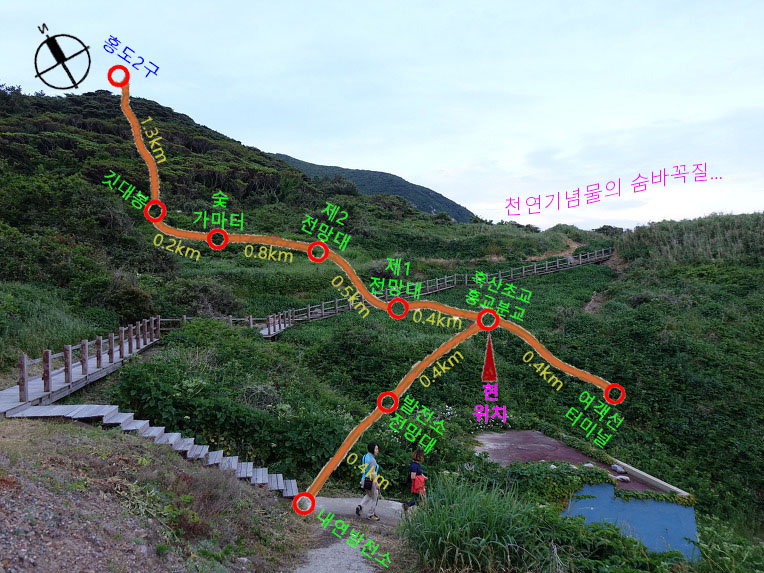 N
홍도2구
1.3km
천연기념물의 숨바꼭질...
깃대봉
숯
가마터
제2
전망대
0.2km
0.8km
제1
전망대
0.5km
흑산초교
홍교분교
0.4km
0.4km
0.4km
현
위치
여객선
터미널
발전소
전망대
0.4km
내연발전소